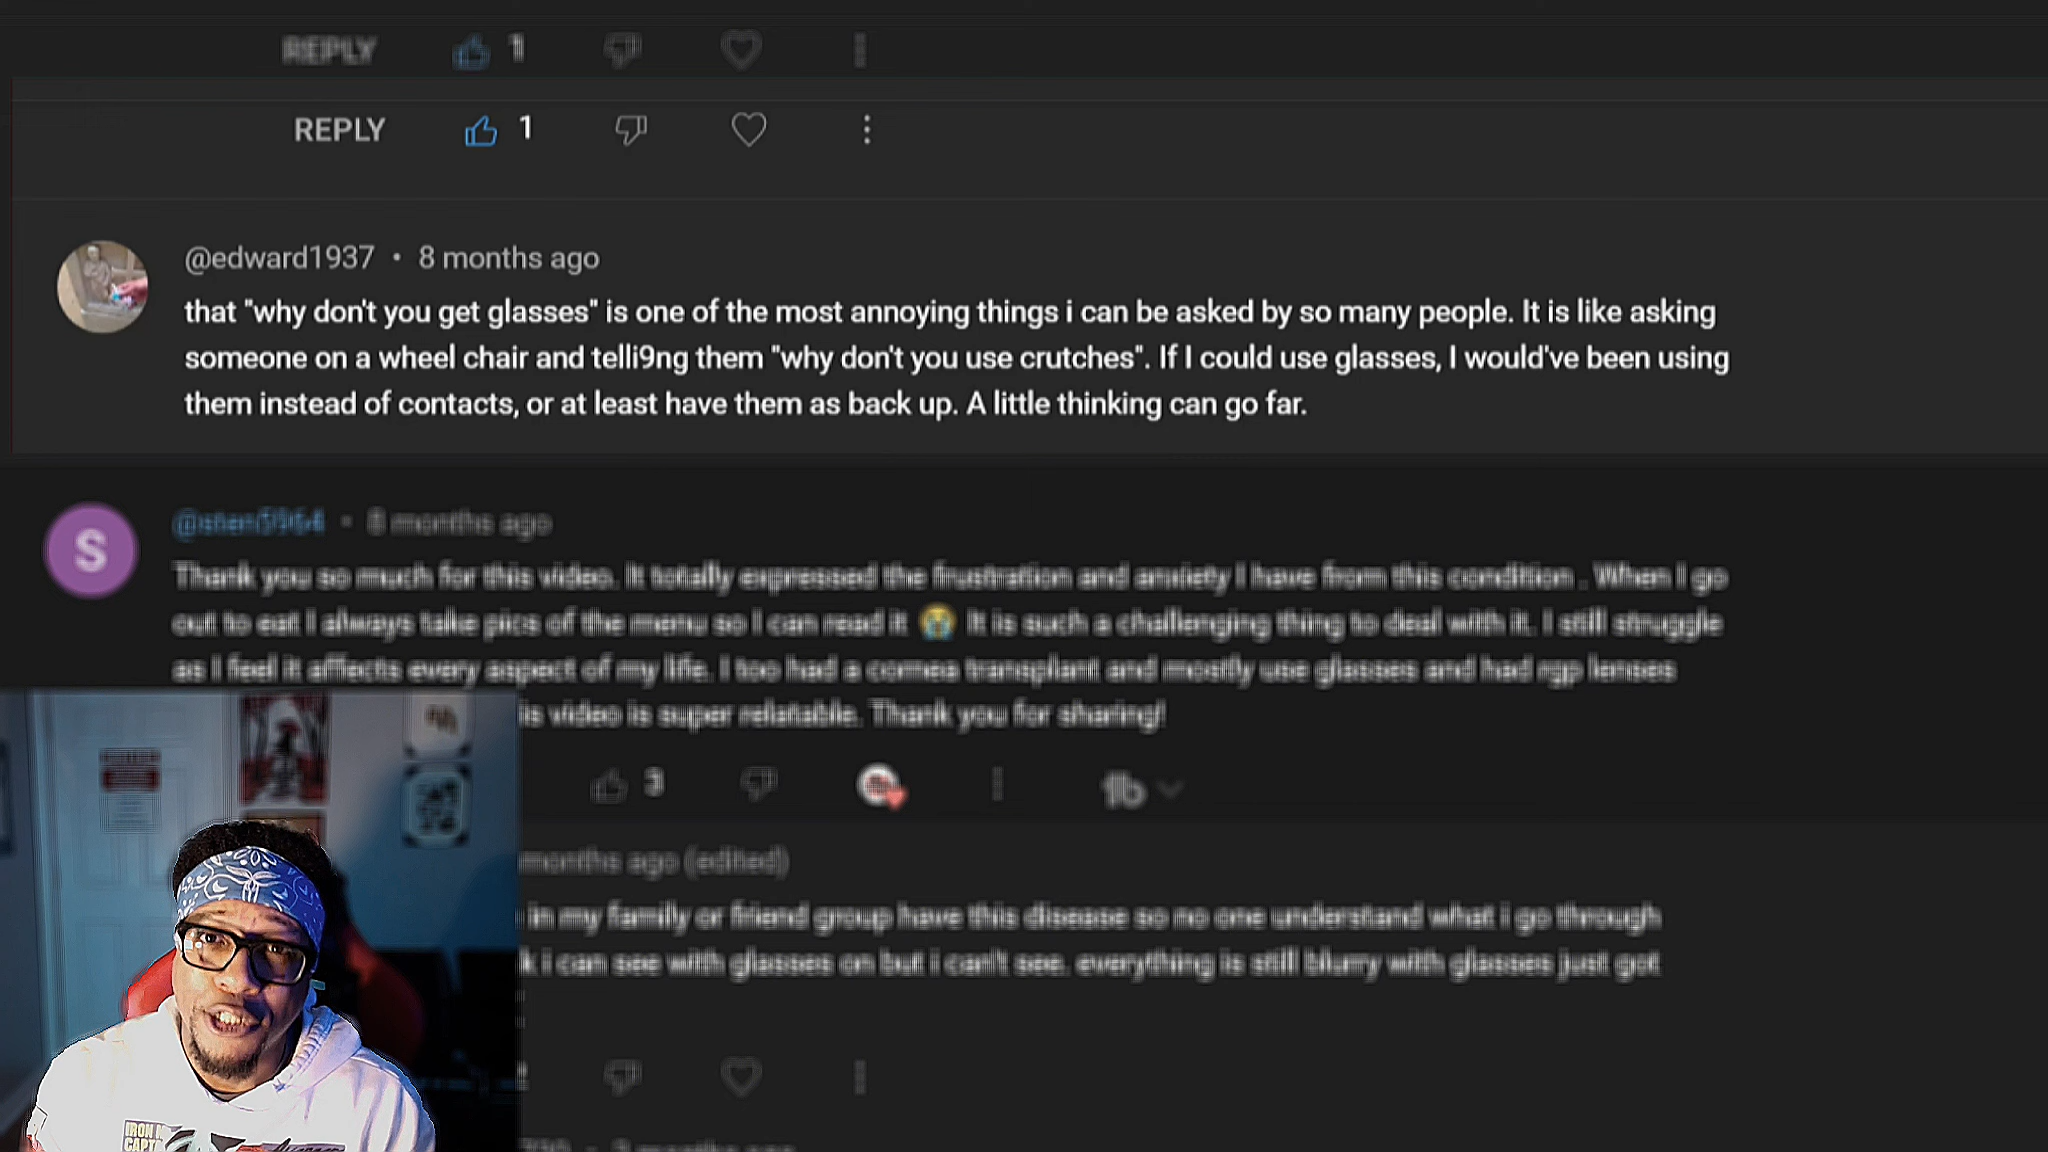 REPLY 1
REPLY 1
@edward1937 • 8 months ago
that "why don't you get glasses" is one of the most annoying things i can be asked by so many people. It is like asking
someone on a wheel chair and telli9ng them "why don't you use crutches". If I could use glasses, I would've been using
them instead of contacts, or at least have them as back up. A little thinking can go far.
S
@sten5964 • 8 months ago
Thank you so much for this video. It totally expressed the frustration and anxiety I have from this condition . When I go
out to eat I always take pics of the menu so I can read it 😭 It is such a challenging thing to deal with it. I still struggle
as I feel it affects every aspect of my life. I too had a cornea transplant and mostly use glasses and had rgp lenses
is video is super relatable. Thank you for sharing!
3
months ago (edited)
in my family or friend group have this disease so no one understand what i go through
k i can see with glasses on but i can't see. everything is still blurry with glasses just got
IRON M
CAPT
months ago